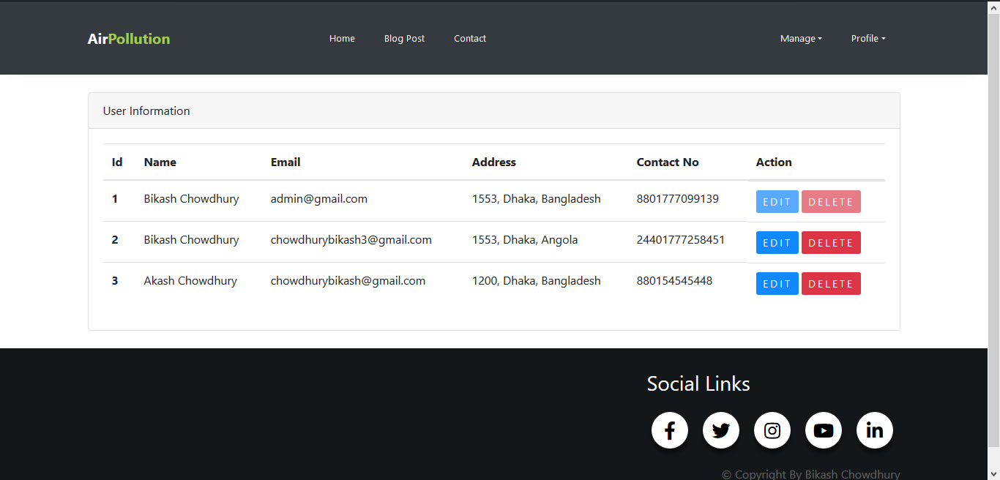 AirPollution Home Blog Post Contact Manage Profile
User Information
Id Name Email Address Contact No Action
1 Bikash Chowdhury admin@gmail.com 1553, Dhaka, Bangladesh 8801777099139 EDIT DELETE
2 Bikash Chowdhury chowdhurybikash3@gmail.com 1553, Dhaka, Angola 24401777258451 EDIT DELETE
3 Akash Chowdhury chowdhurybikash@gmail.com 1200, Dhaka, Bangladesh 880154545448 EDIT DELETE
Social Links
© Copyright By Bikash Chowdhury